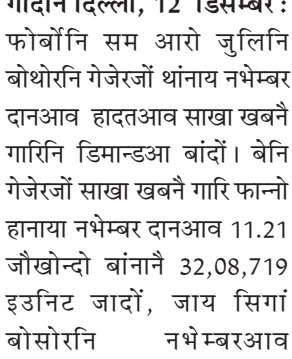 गोदान दिल्ली, 12 डिसेम्बर :
फोर्बोनि सम आरो जुलिनि
बोथोरनि गेजेरजों थांनाय नभेम्बर
दानआव हादतआव साखा खबनै
गारिनि डिमान्डआ बांदों। बेनि
गेजेरजों साखा खबनै गारि फान्नो
हानाया नभेम्बर दानआव 11.21
जौखोन्दो बांनानै 32,08,719
इउनिट जादों, जाय सिगां
बोसोरनि नभेम्बरआव